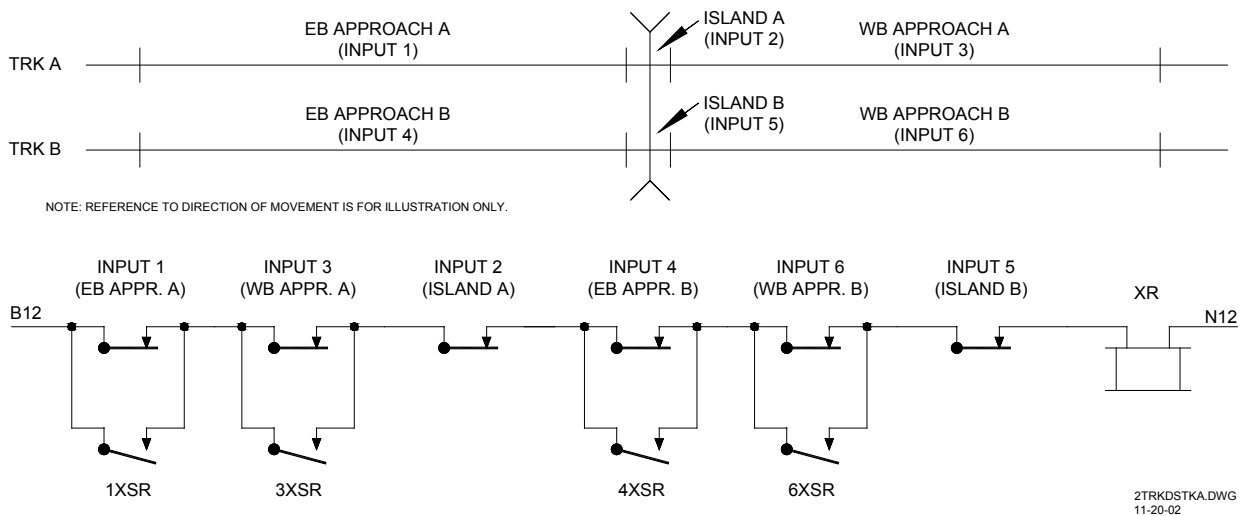 EB APPROACH A
(INPUT 1)
ISLAND A
(INPUT 2)
WB APPROACH A
(INPUT 3)
TRK A
EB APPROACH B
(INPUT 4)
ISLAND B
(INPUT 5)
WB APPROACH B
(INPUT 6)
TRK B
NOTE: REFERENCE TO DIRECTION OF MOVEMENT IS FOR ILLUSTRATION ONLY.
INPUT 1
(EB APPR. A)
INPUT 3
(WB APPR. A)
INPUT 2
(ISLAND A)
INPUT 4
(EB APPR. B)
INPUT 6
(WB APPR. B)
INPUT 5
(ISLAND B)
XR
B12
N12
1XSR
3XSR
4XSR
6XSR
2TRKDSTKA.DWG
11-20-02